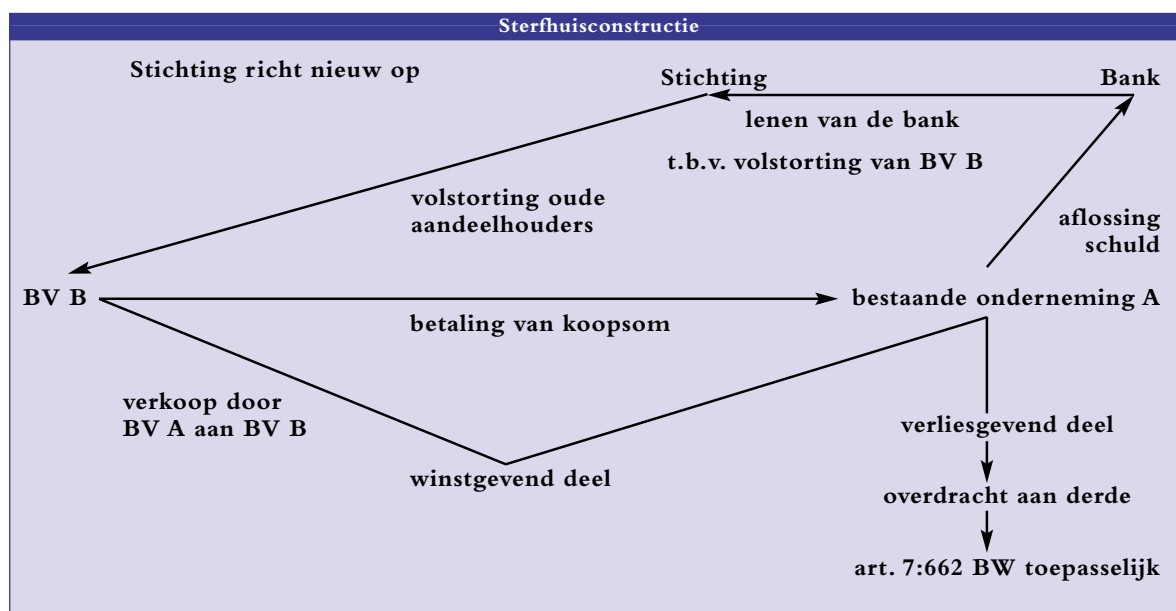 Sterfhuisconstructie
Stichting richt nieuw op
Stichting
Bank
lenen van de bank
t.b.v. volstorting van BV B
volstorting oude
aandeelhouders
aflossing
schuld
BV B
bestaande onderneming A
betaling van koopsom
verkoop door
BV A aan BV B
verliesgevend deel
winstgevend deel
overdracht aan derde
art. 7:662 BW toepasselijk